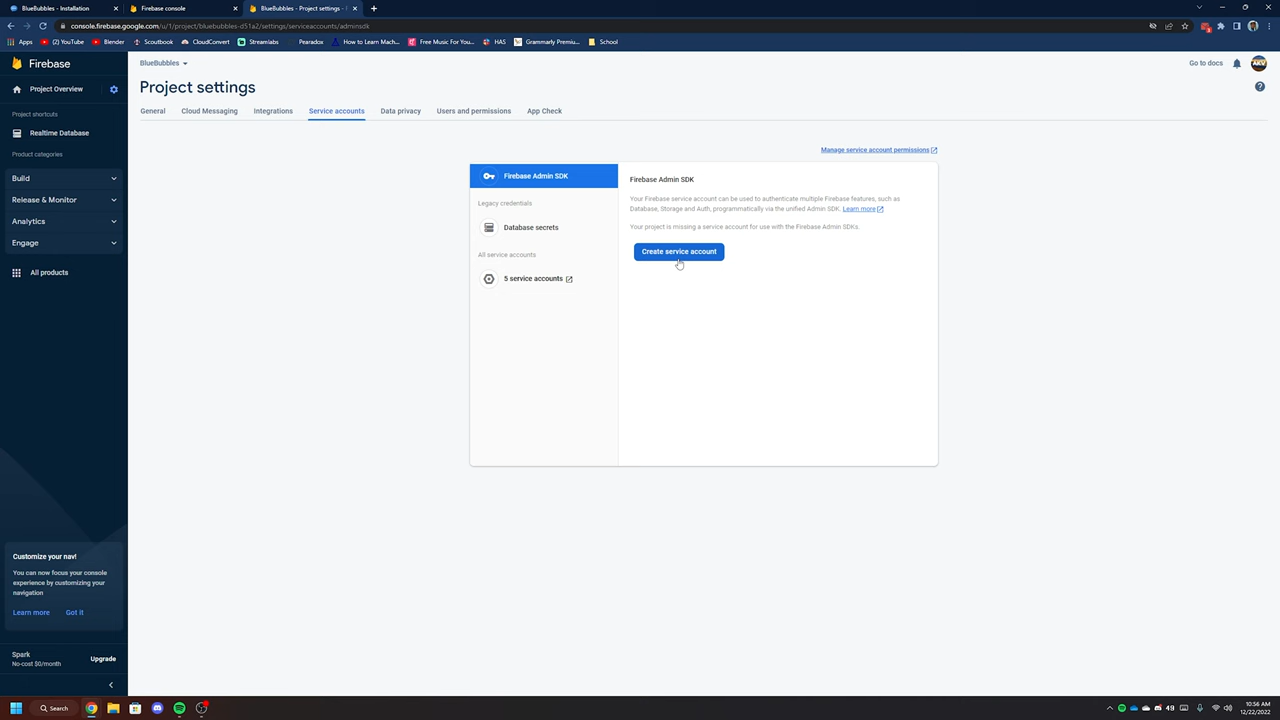 BlueBubbles - Installation
Firebase console
BlueBubbles - Project settings - F
console.firebase.google.com/u/1/project/bluebubbles-d51a2/settings/serviceaccounts/adminsdk
Apps
(2) YouTube
Blender
Scoutbook
CloudConvert
Streamlabs
Pearadox
How to Learn Mach...
Free Music For You...
HAS
Grammarly Premiu...
School
Firebase
BlueBubbles
Go to docs
Project Overview
Project settings
Project shortcuts
General
Cloud Messaging
Integrations
Service accounts
Data privacy
Users and permissions
App Check
Realtime Database
Product categories
Build
Release & Monitor
Analytics
Engage
All products
Manage service account permissions
Firebase Admin SDK
Legacy credentials
Database secrets
All service accounts
5 service accounts
Firebase Admin SDK
Your Firebase service account can be used to authenticate multiple Firebase features, such as
Database, Storage and Auth, programmatically via the unified Admin SDK. Learn more
Your project is missing a service account for use with the Firebase Admin SDKs.
Create service account
Customize your nav!
You can now focus your console
experience by customizing your
navigation
Learn more
Got it
Spark
No-cost $0/month
Upgrade
Search
49
10:56 AM
12/22/2022